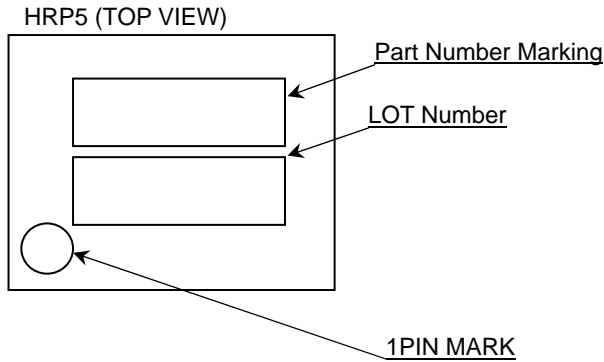 HRP5 (TOP VIEW)
Part Number Marking
LOT Number
1PIN MARK